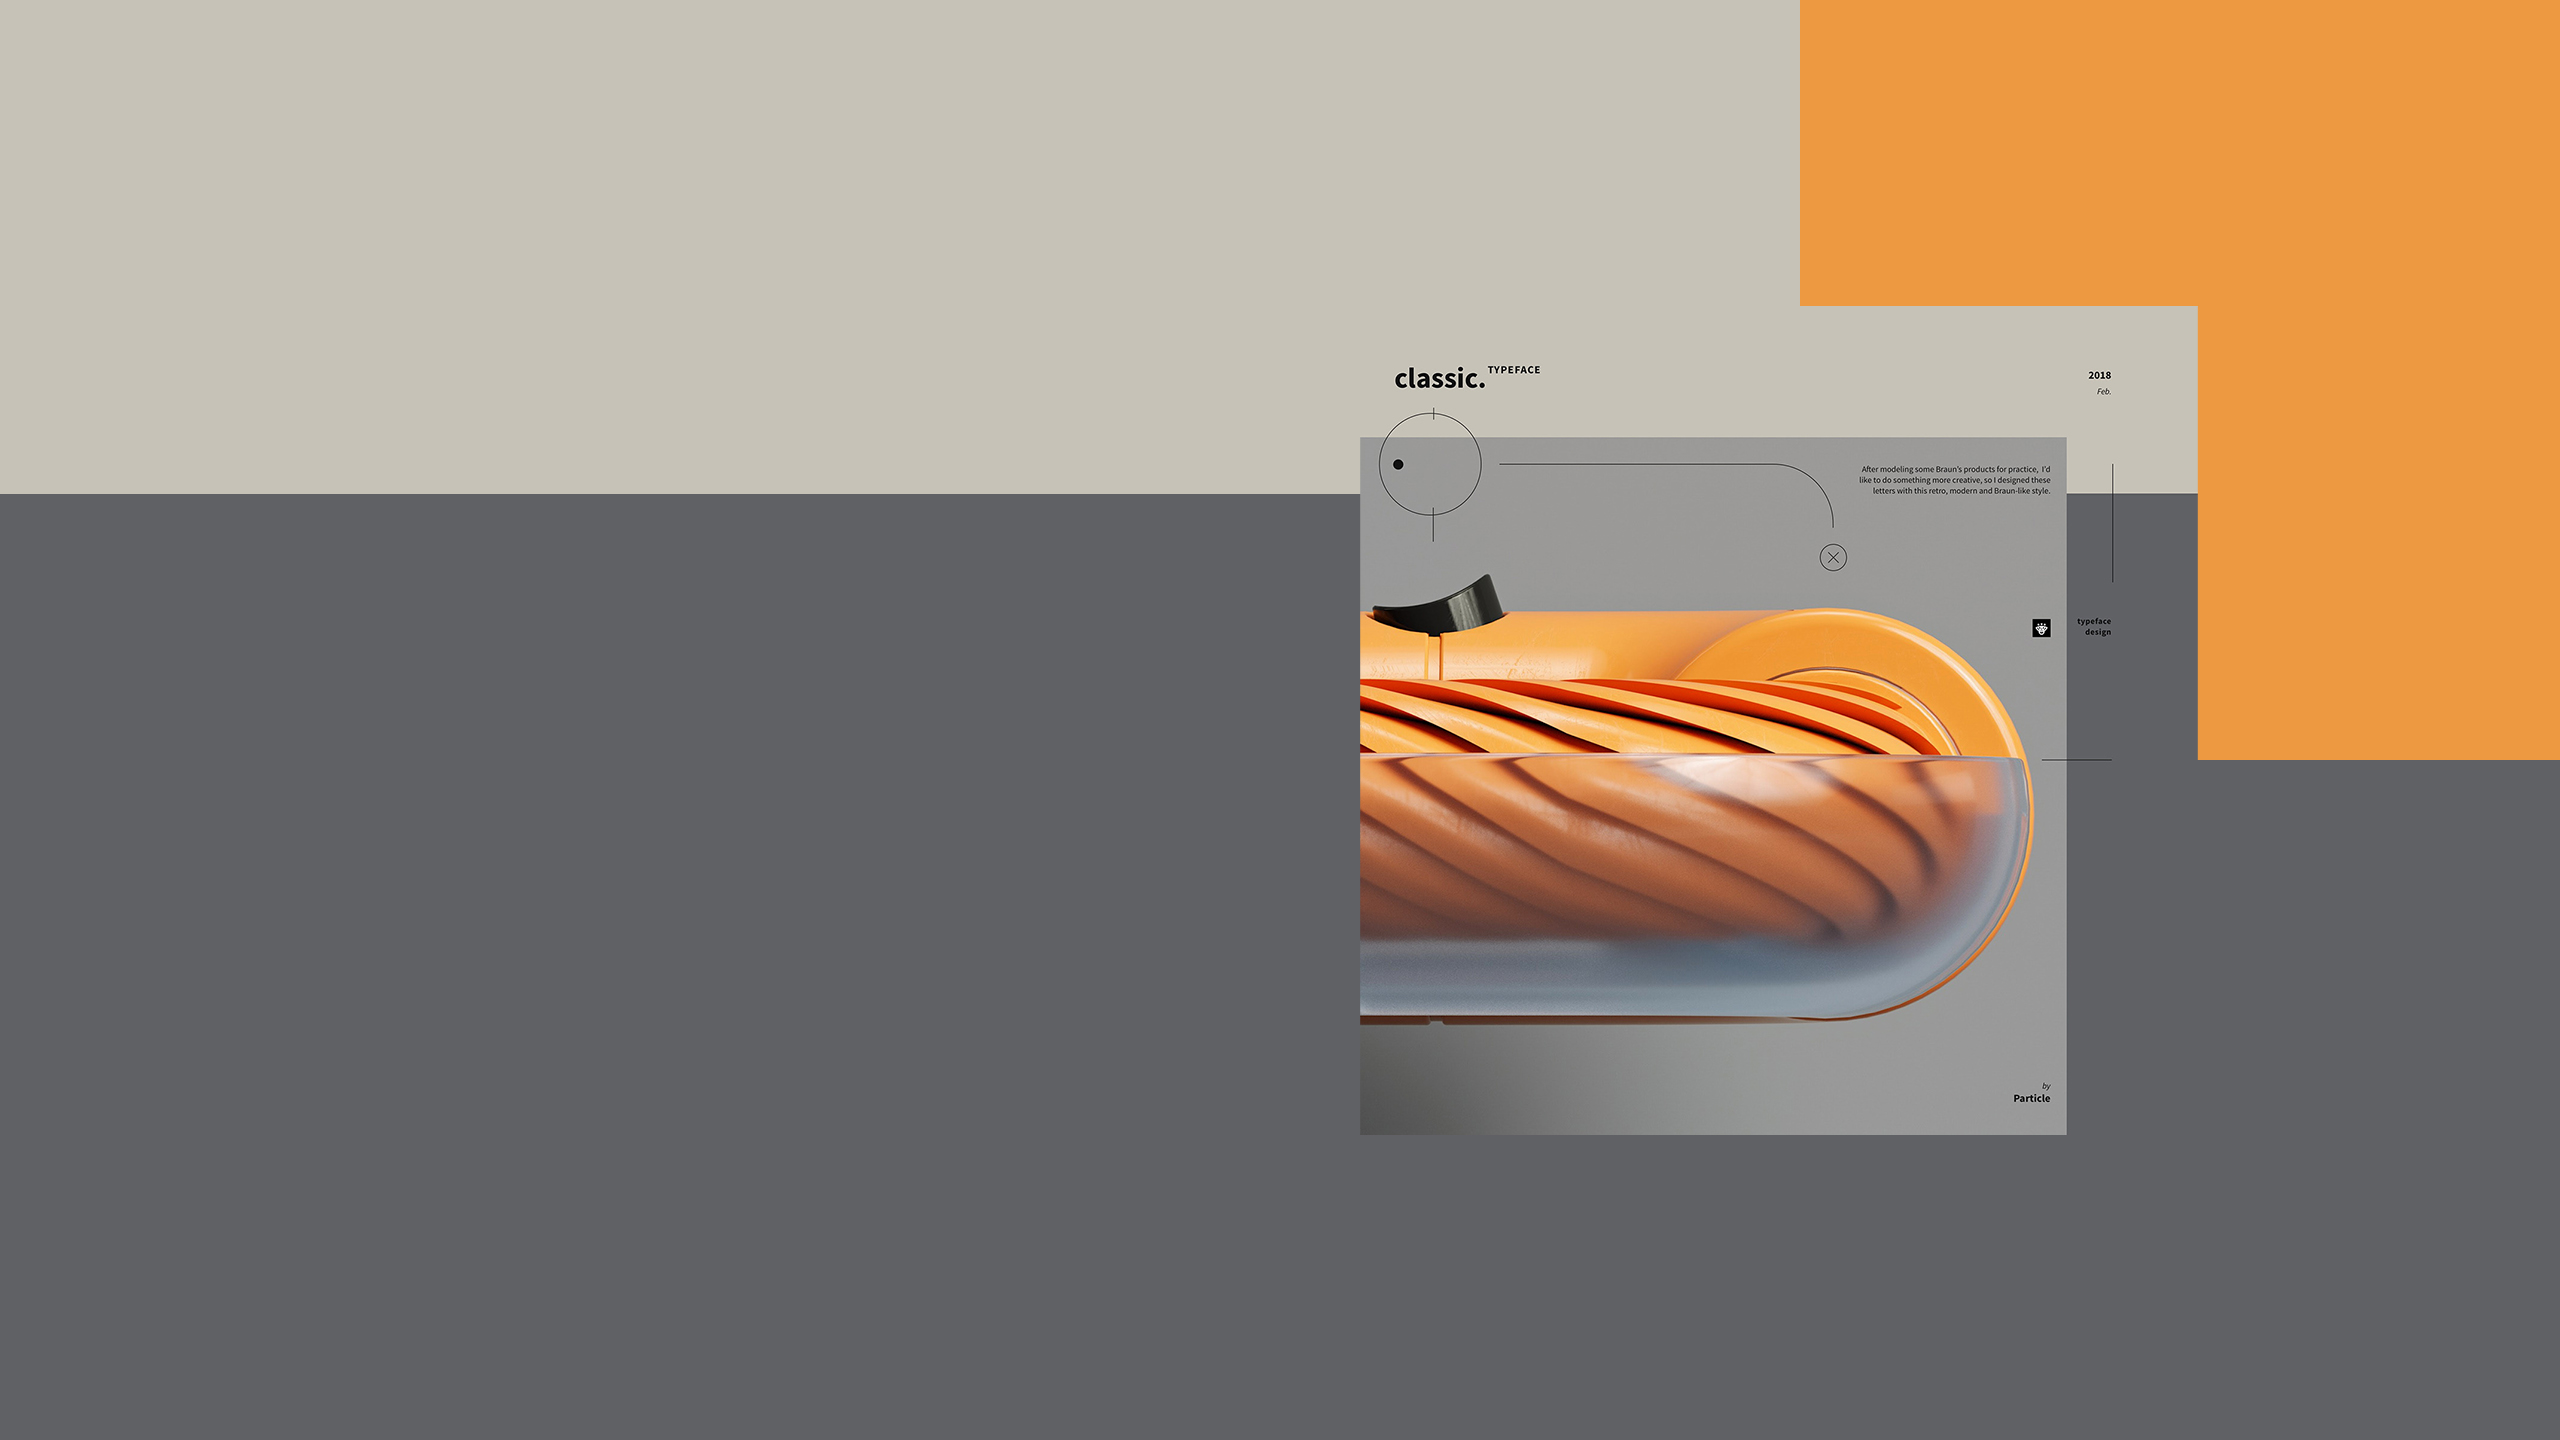 classic. TYPEFACE
2018
Feb.
After modeling some Braun's products for practice, I'd
like to do something more creative, so I designed these
letters with this retro, modern and Braun-like style.
typeface
design
by
Particle